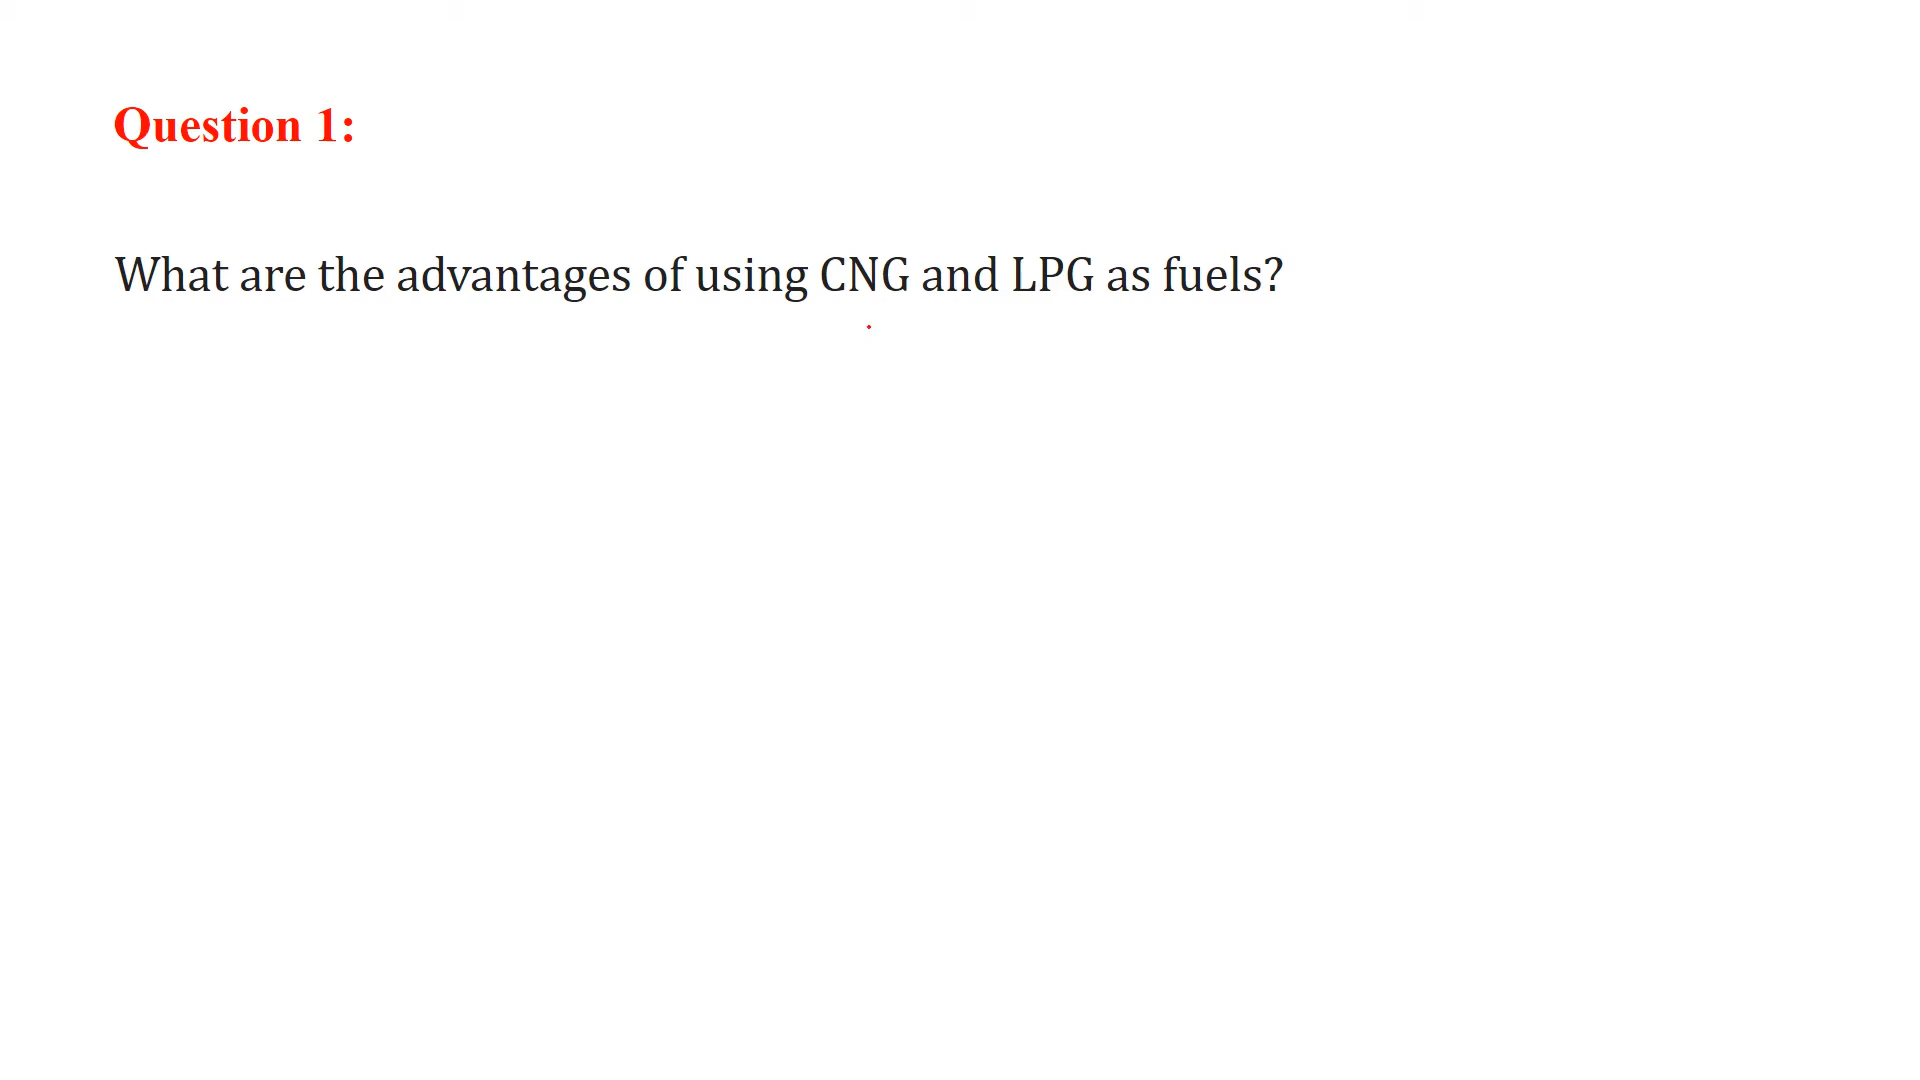 Question 1:
What are the advantages of using CNG and LPG as fuels?